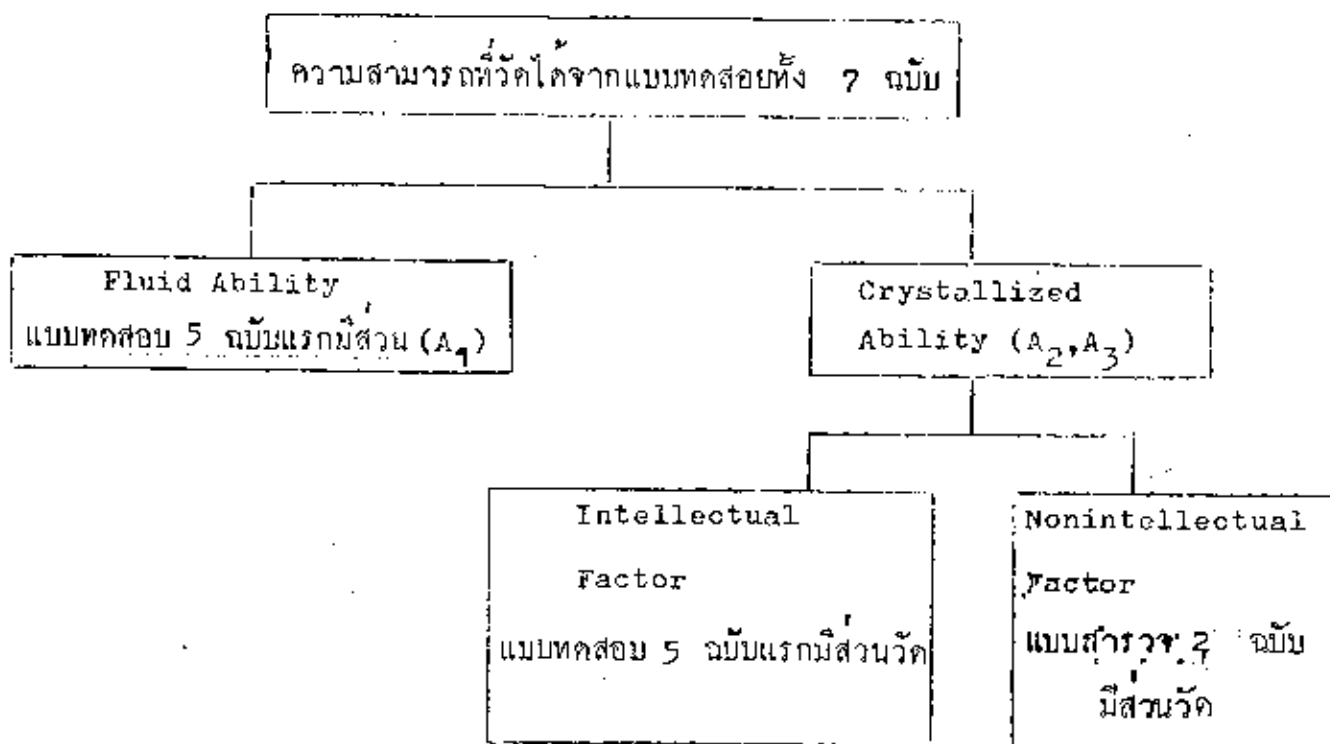 ความสามารถที่วัดได้จากแบบทดสอบทั้ง 7 ฉบับ
Fluid Ability
แบบทดสอบ 5 ฉบับแรกมีส่วน (A₁)
Crystallized
Ability (A₂,A₃)
Intellectual
Factor
แบบทดสอบ 5 ฉบับแรกมีส่วนวัด
Nonintellectual
Factor
แบบสำรวจ 2 ฉบับ
มีส่วนวัด